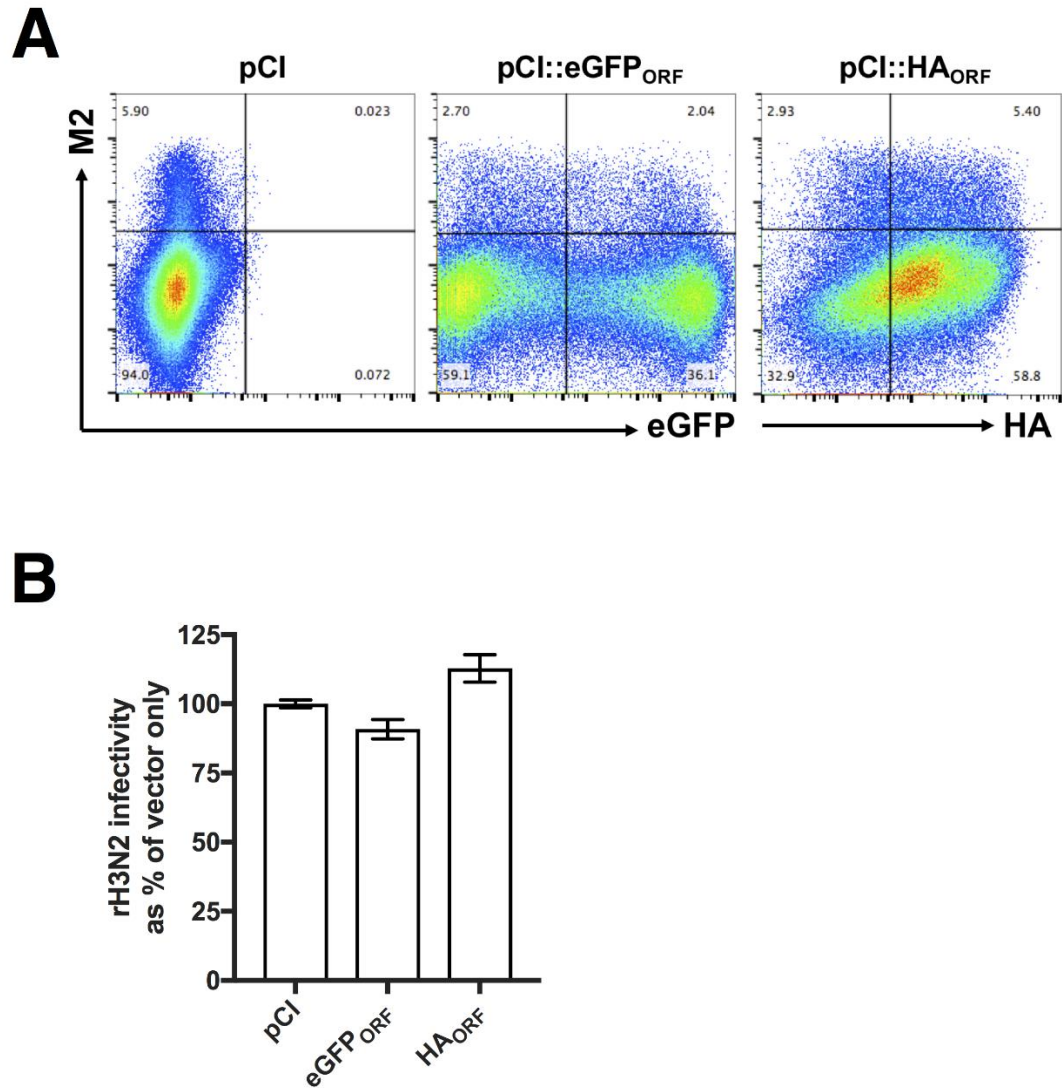 A
pCI
pCI::eGFPORF
pCI::HAORF
M2
5.90
0.023
94.0
0.072
2.70
2.04
59.1
36.1
2.93
5.40
32.9
58.8
eGFP
HA
B
rH3N2 infectivity
as % of vector only
125
100
75
50
25
0
pCI
eGFPORF
HAORF